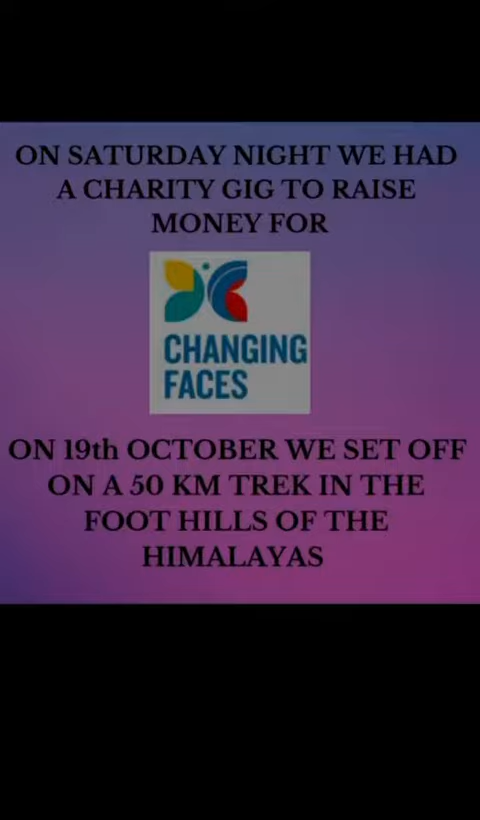 ON SATURDAY NIGHT WE HAD
A CHARITY GIG TO RAISE
MONEY FOR
CHANGING
FACES
ON 19th OCTOBER WE SET OFF
ON A 50 KM TREK IN THE
FOOT HILLS OF THE
HIMALAYAS